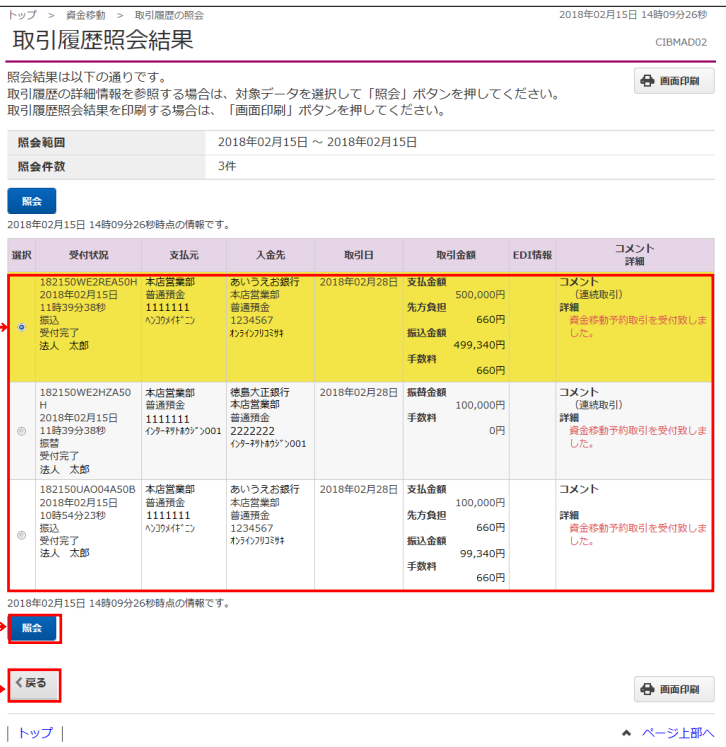 トップ > 資金移動 > 取引履歴の照会
2018年02月15日 14時09分26秒
取引履歴照会結果
CIBMAD02
照会結果は以下の通りです。
取引履歴の詳細情報を参照する場合は、対象データを選択して「照会」ボタンを押してください。
取引履歴照会結果を印刷する場合は、「画面印刷」ボタンを押してください。
画面印刷
照会範囲 2018年02月15日 ～ 2018年02月15日
照会件数 3件
照会
2018年02月15日 14時09分26秒時点の情報です。
選択 受付状況 支払元 入金先 取引日 取引金額 EDI情報 コメント
詳細
182150WE2REA50H
2018年02月15日
11時39分38秒
振込
受付完了
法人　太郎
本店営業部
普通預金
1111111
ﾍﾝｺｳﾒｲｷﾞﾆﾝ
あいうえお銀行
本店営業部
普通預金
1234567
ｵﾝﾗｲﾝﾌﾘｺﾐｻｷ
2018年02月28日
支払金額
500,000円
先方負担
660円
振込金額
499,340円
手数料
660円
コメント
（連続取引）
詳細
資金移動予約取引を受付致しま
した。
182150WE2HZA50
H
2018年02月15日
11時39分38秒
振替
受付完了
法人　太郎
本店営業部
普通預金
1111111
ｲﾝﾀｰﾈｯﾄﾎｳｼﾞﾝ001
徳島大正銀行
本店営業部
普通預金
2222222
ｲﾝﾀｰﾈｯﾄﾎｳｼﾞﾝ001
2018年02月28日
振替金額
100,000円
手数料
0円
コメント
（連続取引）
詳細
資金移動予約取引を受付致しま
した。
182150UAO04A50B
2018年02月15日
10時54分23秒
振込
受付完了
法人　太郎
本店営業部
普通預金
1111111
ﾍﾝｺｳﾒｲｷﾞﾆﾝ
あいうえお銀行
本店営業部
普通預金
1234567
ｵﾝﾗｲﾝﾌﾘｺﾐｻｷ
2018年02月28日
支払金額
100,000円
先方負担
660円
振込金額
99,340円
手数料
660円
コメント
詳細
資金移動予約取引を受付致しま
した。
2018年02月15日 14時09分26秒時点の情報です。
照会
戻る
画面印刷
トップ
ページ上部へ